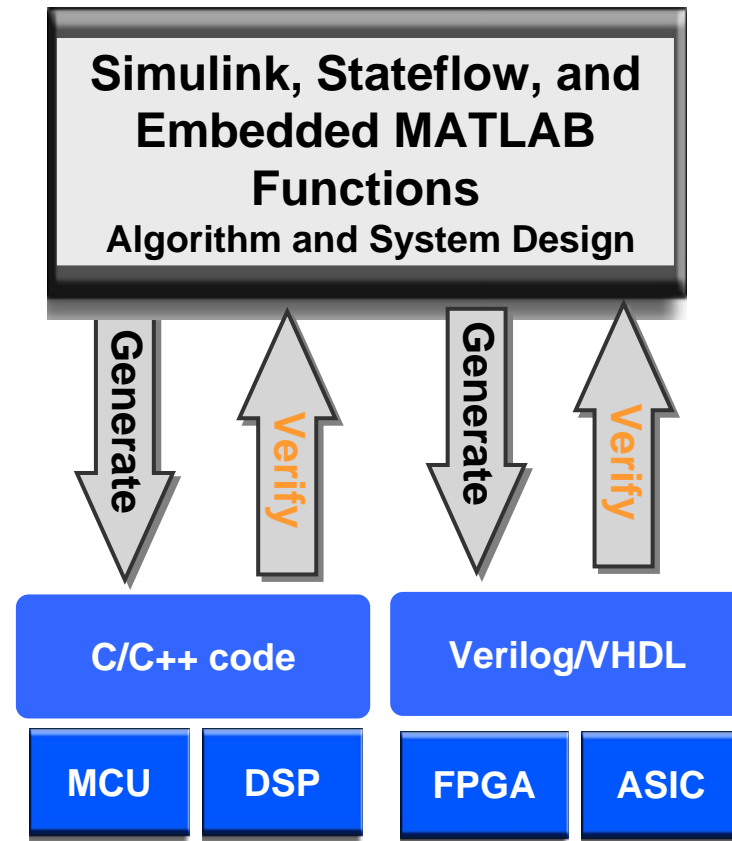 Simulink, Stateflow, and
Embedded MATLAB
Functions
Algorithm and System Design
Generate
Verify
Generate
Verify
C/C++ code
Verilog/VHDL
MCU
DSP
FPGA
ASIC